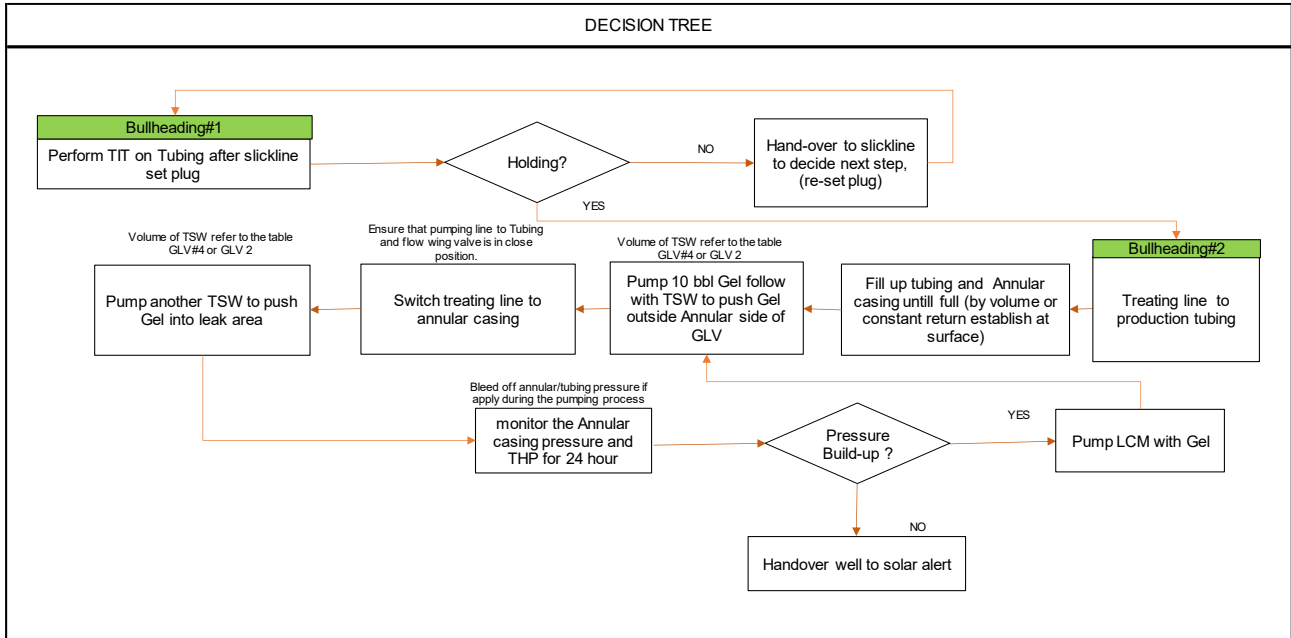 DECISION TREE
Bullheading#1
Perform TIT on Tubing after slickline
set plug
Holding?
NO
Hand-over to slickline
to decide next step,
(re-set plug)
YES
Bullheading#2
Treating line to
production tubing
Fill up tubing and Annular
casing untill full (by volume or
constant return establish at
surface)
Volume of TSW refer to the table
GLV#4 or GLV 2
Pump 10 bbl Gel follow
with TSW to push Gel
outside Annular side of
GLV
Ensure that pumping line to Tubing
and flow wing valve is in close
position.
Switch treating line to
annular casing
Volume of TSW refer to the table
GLV#4 or GLV 2
Pump another TSW to push
Gel into leak area
Bleed off annular/tubing pressure if
apply during the pumping process
monitor the Annular
casing pressure and
THP for 24 hour
Pressure
Build-up ?
YES
Pump LCM with Gel
NO
Handover well to solar alert